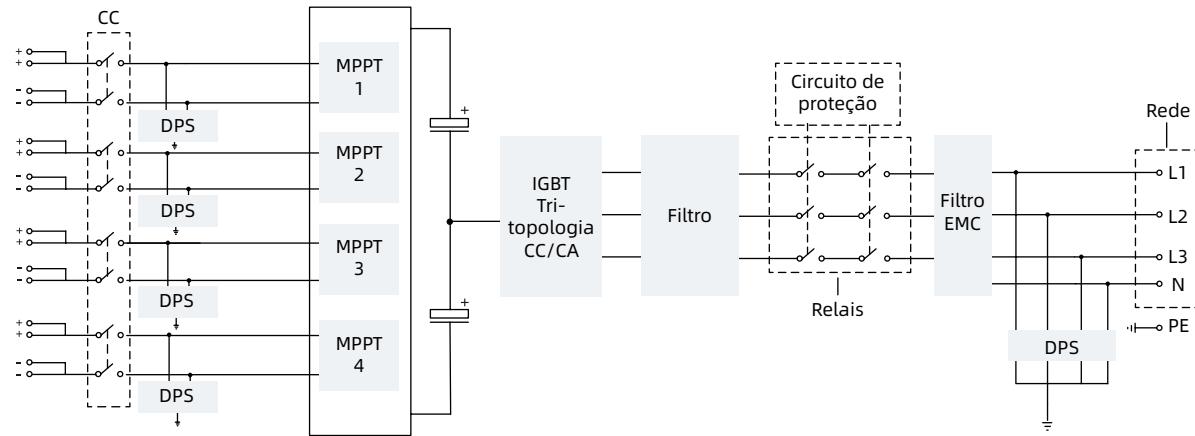 CC
+
+
-
-
DPS
+
+
-
-
DPS
+
+
-
-
DPS
+
+
-
-
DPS
MPPT
1
MPPT
2
MPPT
3
MPPT
4
+
+
IGBT
Tri-
topologia
CC/CA
Filtro
Circuito de
proteção
Relais
Filtro
EMC
DPS
Rede
L1
L2
L3
N
PE